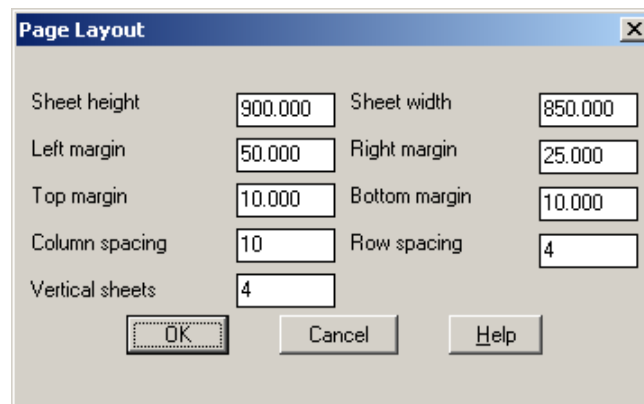 Page Layout
Sheet height 900.000 Sheet width 850.000
Left margin 50.000 Right margin 25.000
Top margin 10.000 Bottom margin 10.000
Column spacing 10 Row spacing 4
Vertical sheets 4
OK Cancel Help